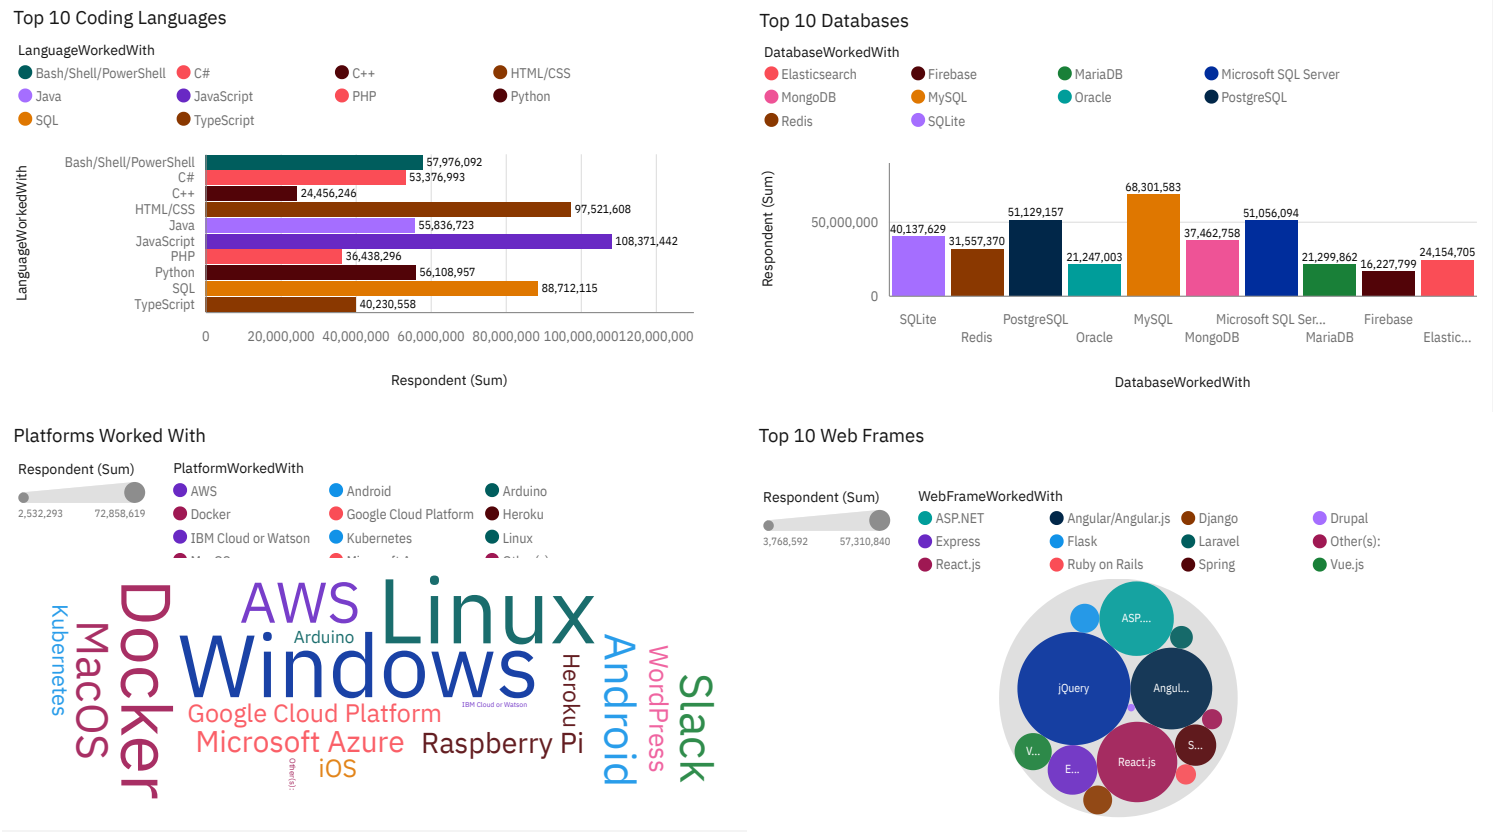 Top 10 Coding Languages
LanguageWorkedWith
Bash/Shell/PowerShell C# C++ HTML/CSS
Java JavaScript PHP Python
SQL TypeScript
LanguageWorkedWith
Bash/Shell/PowerShell 57,976,092
C# 53,376,993
C++ 24,456,246
HTML/CSS 97,521,608
Java 55,836,723
JavaScript 108,371,442
PHP 36,438,296
Python 56,108,957
SQL 88,712,115
TypeScript 40,230,558
0 20,000,000 40,000,000 60,000,000 80,000,000 100,000,000 120,000,000
Respondent (Sum)
Top 10 Databases
DatabaseWorkedWith
Elasticsearch Firebase MariaDB Microsoft SQL Server
MongoDB MySQL Oracle PostgreSQL
Redis SQLite
Respondent (Sum)
50,000,000
0
40,137,629 31,557,370 51,129,157 21,247,003 68,301,583 37,462,758 51,056,094 21,299,862 16,227,799 24,154,705
SQLite PostgreSQL MySQL Microsoft SQL Ser... Firebase
Redis Oracle MongoDB MariaDB Elastic...
DatabaseWorkedWith
Platforms Worked With
Respondent (Sum)
2,532,293 72,858,619
PlatformWorkedWith
AWS Android Arduino
Docker Google Cloud Platform Heroku
IBM Cloud or Watson Kubernetes Linux
Kubernetes
MacOS
Docker
AWS
Linux
Arduino
Windows
IBM Cloud or Watson
Google Cloud Platform
Microsoft Azure
Raspberry Pi
Other(s):
iOS
Heroku
Android
WordPress
Slack
Top 10 Web Frames
Respondent (Sum)
3,768,592 57,310,840
WebFrameWorkedWith
ASP.NET Angular/Angular.js Django Drupal
Express Flask Laravel Other(s):
React.js Ruby on Rails Spring Vue.js
ASP....
jQuery
Angul...
V...
E...
React.js
S...